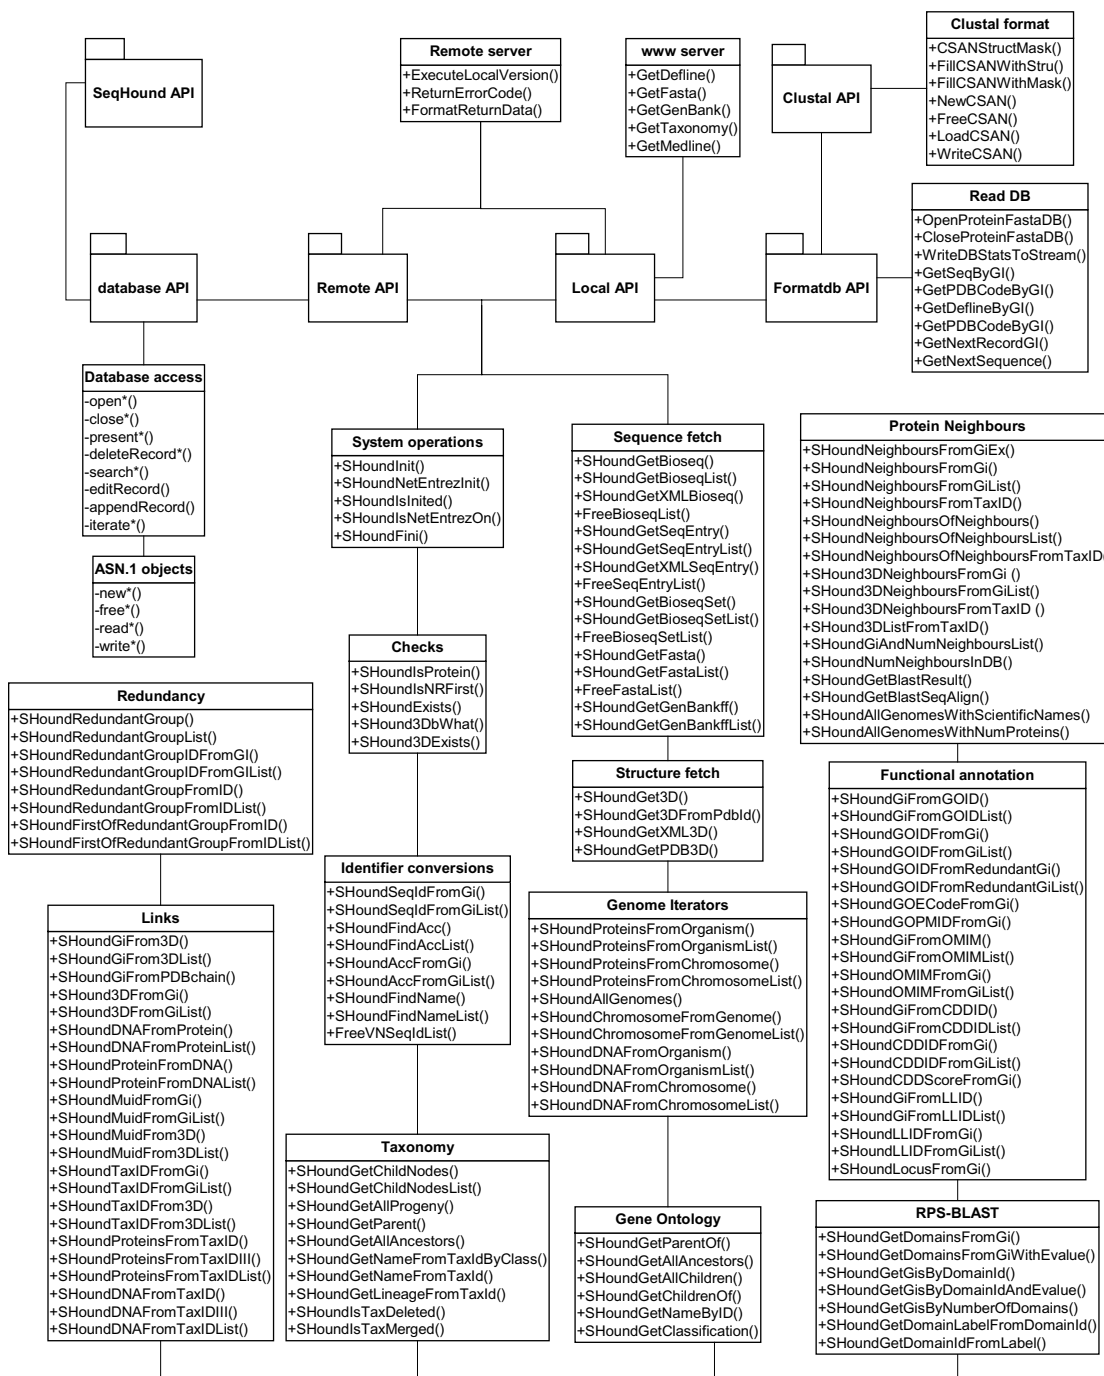 SeqHound API
Remote server
+ExecuteLocalVersion()
+ReturnErrorCode()
+FormatReturnData()
www server
+GetDefline()
+GetFasta()
+GetGenBank()
+GetTaxonomy()
+GetMedline()
Clustal API
Clustal format
+CSANStructMask()
+FillCSANWithStru()
+FillCSANWithMask()
+NewCSAN()
+FreeCSAN()
+LoadCSAN()
+WriteCSAN()
database API
Remote API
Local API
Formatdb API
Read DB
+OpenProteinFastaDB()
+CloseProteinFastaDB()
+WriteDBStatsToStream()
+GetSeqByGI()
+GetPDBCodeByGI()
+GetDeflineByGI()
+GetPDBCodeByGI()
+GetNextRecordGI()
+GetNextSequence()
Database access
-open*()
-close*()
-present*()
-deleteRecord*()
-search*()
-editRecord()
-appendRecord()
-iterate*()
ASN.1 objects
-new*()
-free*()
-read*()
-write*()
System operations
+SHoundInit()
+SHoundNetEntrezInit()
+SHoundIsInited()
+SHoundIsNetEntrezOn()
+SHoundFini()
Sequence fetch
+SHoundGetBioseq()
+SHoundGetBioseqList()
+SHoundGetXMLBioseq()
+FreeBioseqList()
+SHoundGetSeqEntry()
+SHoundGetSeqEntryList()
+SHoundGetXMLSeqEntry()
+FreeSeqEntryList()
+SHoundGetBioseqSet()
+SHoundGetBioseqSetList()
+FreeBioseqSetList()
+SHoundGetFasta()
+SHoundGetFastaList()
+FreeFastaList()
+SHoundGetGenBankff()
+SHoundGetGenBankffList()
Protein Neighbours
+SHoundNeighboursFromGiEx()
+SHoundNeighboursFromGi()
+SHoundNeighboursFromGiList()
+SHoundNeighboursFromTaxID()
+SHoundNeighboursOfNeighbours()
+SHoundNeighboursOfNeighboursList()
+SHoundNeighboursOfNeighboursFromTaxID(
+SHound3DNeighboursFromGi ()
+SHound3DNeighboursFromGiList()
+SHound3DNeighboursFromTaxID ()
+SHound3DListFromTaxID()
+SHoundGiAndNumNeighboursList()
+SHoundNumNeighboursInDB()
+SHoundGetBlastResult()
+SHoundGetBlastSeqAlign()
+SHoundAllGenomesWithScientificNames()
+SHoundAllGenomesWithNumProteins()
Checks
+SHoundIsProtein()
+SHoundIsNRFirst()
+SHoundExists()
+SHound3DbWhat()
+SHound3DExists()
Redundancy
+SHoundRedundantGroup()
+SHoundRedundantGroupList()
+SHoundRedundantGroupIDFromGI()
+SHoundRedundantGroupIDFromGIList()
+SHoundRedundantGroupFromID()
+SHoundRedundantGroupFromIDList()
+SHoundFirstOfRedundantGroupFromID()
+SHoundFirstOfRedundantGroupFromIDList()
Structure fetch
+SHoundGet3D()
+SHoundGet3DFromPdbId()
+SHoundGetXML3D()
+SHoundGetPDB3D()
Functional annotation
+SHoundGiFromGOID()
+SHoundGiFromGOIDList()
+SHoundGOIDFromGi()
+SHoundGOIDFromGiList()
+SHoundGOIDFromRedundantGi()
+SHoundGOIDFromRedundantGiList()
+SHoundGOECodeFromGi()
+SHoundGOPMIDFromGi()
+SHoundGiFromOMIM()
+SHoundGiFromOMIMList()
+SHoundOMIMFromGi()
+SHoundOMIMFromGiList()
+SHoundGiFromCDDID()
+SHoundGiFromCDDIDList()
+SHoundCDDIDFromGi()
+SHoundCDDIDFromGiList()
+SHoundCDDScoreFromGi()
+SHoundGiFromLLID()
+SHoundGiFromLLIDList()
+SHoundLLIDFromGi()
+SHoundLLIDFromGiList()
+SHoundLocusFromGi()
Identifier conversions
+SHoundSeqIdFromGi()
+SHoundSeqIdFromGiList()
+SHoundFindAcc()
+SHoundFindAccList()
+SHoundAccFromGi()
+SHoundAccFromGiList()
+SHoundFindName()
+SHoundFindNameList()
+FreeVNSeqIdList()
Genome Iterators
+SHoundProteinsFromOrganism()
+SHoundProteinsFromOrganismList()
+SHoundProteinsFromChromosome()
+SHoundProteinsFromChromosomeList()
+SHoundAllGenomes()
+SHoundChromosomeFromGenome()
+SHoundChromosomeFromGenomeList()
+SHoundDNAFromOrganism()
+SHoundDNAFromOrganismList()
+SHoundDNAFromChromosome()
+SHoundDNAFromChromosomeList()
Links
+SHoundGiFrom3D()
+SHoundGiFrom3DList()
+SHoundGiFromPDBchain()
+SHound3DFromGi()
+SHound3DFromGiList()
+SHoundDNAFromProtein()
+SHoundDNAFromProteinList()
+SHoundProteinFromDNA()
+SHoundProteinFromDNAList()
+SHoundMuidFromGi()
+SHoundMuidFromGiList()
+SHoundMuidFrom3D()
+SHoundMuidFrom3DList()
+SHoundTaxIDFromGi()
+SHoundTaxIDFromGiList()
+SHoundTaxIDFrom3D()
+SHoundTaxIDFrom3DList()
+SHoundProteinsFromTaxID()
+SHoundProteinsFromTaxIDIII()
+SHoundProteinsFromTaxIDList()
+SHoundDNAFromTaxID()
+SHoundDNAFromTaxIDIII()
+SHoundDNAFromTaxIDList()
Taxonomy
+SHoundGetChildNodes()
+SHoundGetChildNodesList()
+SHoundGetAllProgeny()
+SHoundGetParent()
+SHoundGetAllAncestors()
+SHoundGetNameFromTaxIdByClass()
+SHoundGetNameFromTaxId()
+SHoundGetLineageFromTaxId()
+SHoundIsTaxDeleted()
+SHoundIsTaxMerged()
Gene Ontology
+SHoundGetParentOf()
+SHoundGetAllAncestors()
+SHoundGetAllChildren()
+SHoundGetChildrenOf()
+SHoundGetNameByID()
+SHoundGetClassification()
RPS-BLAST
+SHoundGetDomainsFromGi()
+SHoundGetDomainsFromGiWithEvalue()
+SHoundGetGisByDomainId()
+SHoundGetGisByDomainIdAndEvalue()
+SHoundGetGisByNumberOfDomains()
+SHoundGetDomainLabelFromDomainId()
+SHoundGetDomainIdFromLabel()